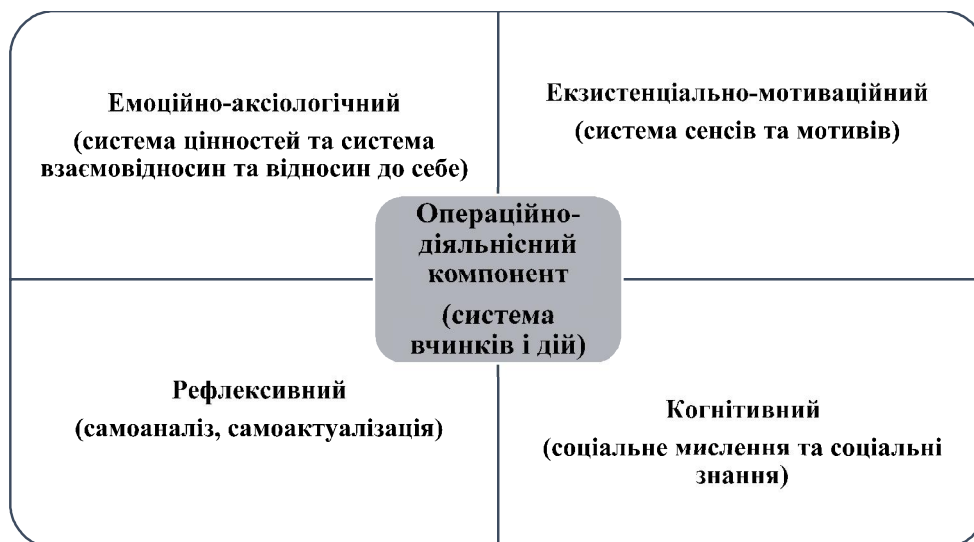 Емоційно-аксіологічний
(система цінностей та система
взаємовідносин та відносин до себе)
Екзистенціально-мотиваційний
(система сенсів та мотивів)
Операційно-
діяльнісний
компонент
(система
вчинків і дій)
Рефлексивний
(самоаналіз, самоактуалізація)
Когнітивний
(соціальне мислення та соціальні
знання)